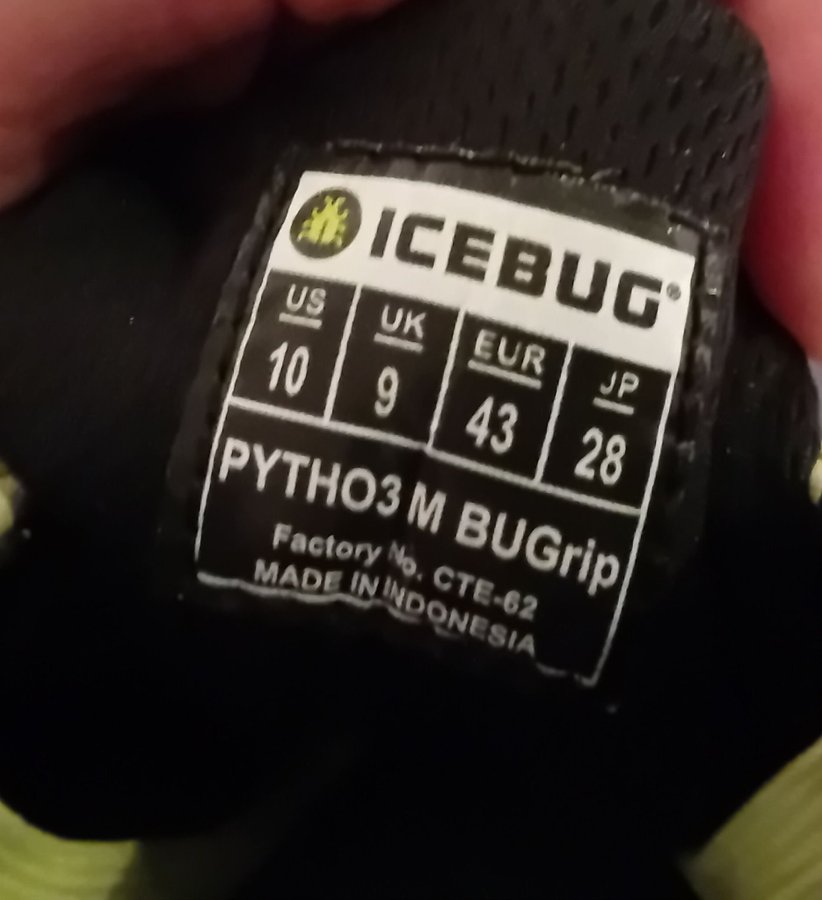 ICEBUG®
US UK EUR JP
10 9 43 28
PYTHO3 M BUGrip
Factory No. CTE-62
MADE IN INDONESIA